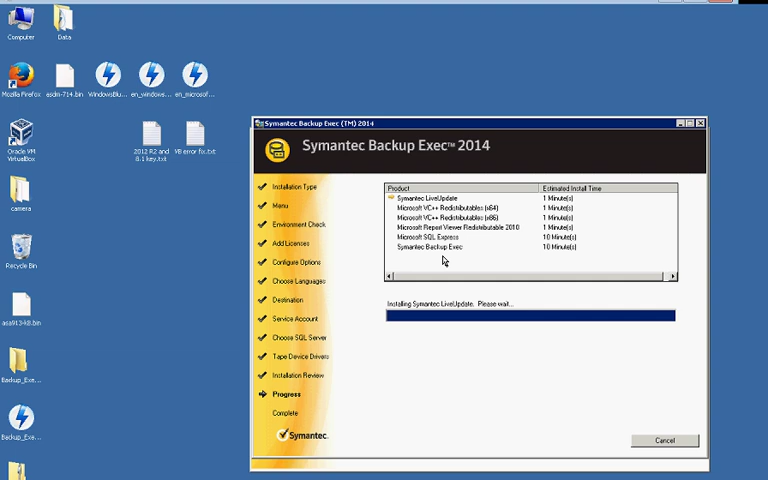 Computer
Data
Mozilla Firefox
asdm-714.bin
WindowsBlu...
en_windows...
en_microsof...
Oracle VM
VirtualBox
2012 R2 and
8.1 key.txt
VB error fix.txt
camera
Recycle Bin
asa913-k8.bin
Backup_Exe...
Backup_Exe...
Symantec Backup Exec (TM) 2014
Symantec Backup Exec™ 2014
Installation Type
Menu
Environment Check
Add Licenses
Configure Options
Choose Languages
Destination
Service Account
Choose SQL Server
Tape Device Drivers
Installation Review
Progress
Complete
Symantec.
Product Estimated Install Time
Symantec LiveUpdate 1 Minute(s)
Microsoft VC++ Redistributables (x64) 1 Minute(s)
Microsoft VC++ Redistributables (x86) 1 Minute(s)
Microsoft Report Viewer Redistributable 2010 1 Minute(s)
Microsoft SQL Express 10 Minute(s)
Symantec Backup Exec 10 Minute(s)
Installing Symantec LiveUpdate. Please wait...
Cancel